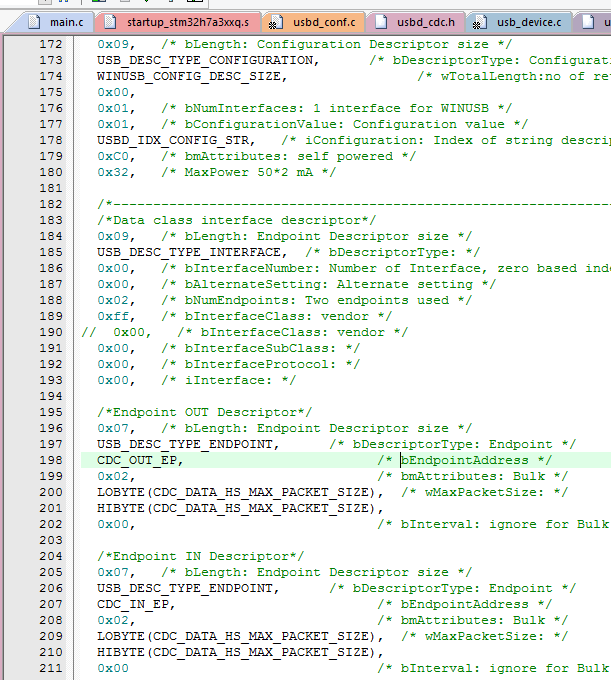 main.c startup_stm32h7a3xxq.s usbd_conf.c usbd_cdc.h usb_device.c
172 0x09, /* bLength: Configuration Descriptor size */
173 USB_DESC_TYPE_CONFIGURATION, /* bDescriptorType: Configurati
174 WINUSB_CONFIG_DESC_SIZE, /* wTotalLength:no of ret
175 0x00,
176 0x01, /* bNumInterfaces: 1 interface for WINUSB */
177 0x01, /* bConfigurationValue: Configuration value */
178 USBD_IDX_CONFIG_STR, /* iConfiguration: Index of string descrip
179 0xC0, /* bmAttributes: self powered */
180 0x32, /* MaxPower 50*2 mA */
181
182 /*---------------------------------------------------------------
183 /*Data class interface descriptor*/
184 0x09, /* bLength: Endpoint Descriptor size */
185 USB_DESC_TYPE_INTERFACE, /* bDescriptorType: */
186 0x00, /* bInterfaceNumber: Number of Interface, zero based inde
187 0x00, /* bAlternateSetting: Alternate setting */
188 0x02, /* bNumEndpoints: Two endpoints used */
189 0xff, /* bInterfaceClass: vendor */
190 // 0x00, /* bInterfaceClass: vendor */
191 0x00, /* bInterfaceSubClass: */
192 0x00, /* bInterfaceProtocol: */
193 0x00, /* iInterface: */
194
195 /*Endpoint OUT Descriptor*/
196 0x07, /* bLength: Endpoint Descriptor size */
197 USB_DESC_TYPE_ENDPOINT, /* bDescriptorType: Endpoint */
198 CDC_OUT_EP, /* bEndpointAddress */
199 0x02, /* bmAttributes: Bulk */
200 LOBYTE(CDC_DATA_HS_MAX_PACKET_SIZE), /* wMaxPacketSize: */
201 HIBYTE(CDC_DATA_HS_MAX_PACKET_SIZE),
202 0x00, /* bInterval: ignore for Bulk
203
204 /*Endpoint IN Descriptor*/
205 0x07, /* bLength: Endpoint Descriptor size */
206 USB_DESC_TYPE_ENDPOINT, /* bDescriptorType: Endpoint */
207 CDC_IN_EP, /* bEndpointAddress */
208 0x02, /* bmAttributes: Bulk */
209 LOBYTE(CDC_DATA_HS_MAX_PACKET_SIZE), /* wMaxPacketSize: */
210 HIBYTE(CDC_DATA_HS_MAX_PACKET_SIZE),
211 0x00 /* bInterval: ignore for Bulk